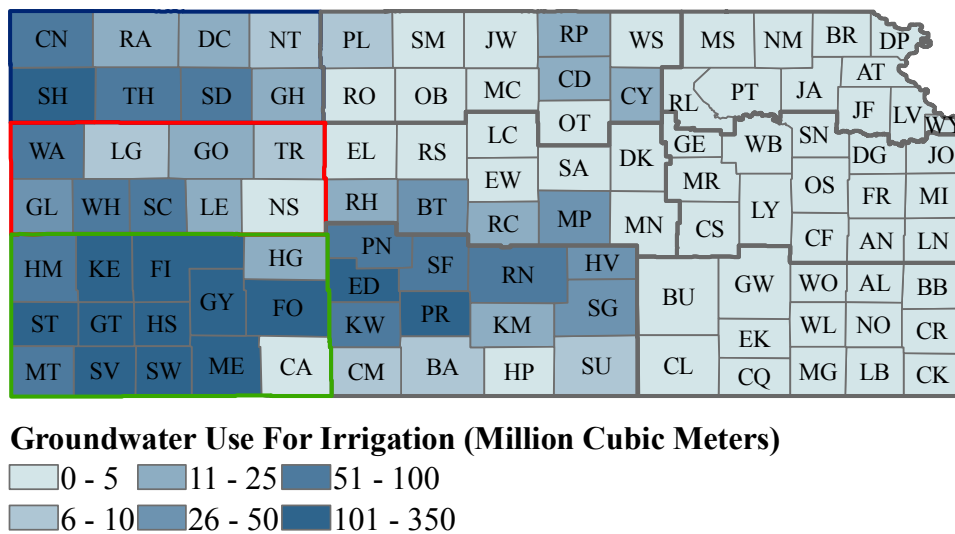 CN RA DC NT PL SM JW RP WS MS NM BR DP
SH TH SD GH RO OB MC CD CY RL PT JA AT
OT JF LV WY
WA LG GO TR EL RS LC SA DK GE WB SN DG JO
EW MR OS FR MI
GL WH SC LE NS RH BT RC MP MN CS LY CF AN LN
HM KE FI HG PN SF RN HV BU GW WO AL BB
GY ED SG
ST GT HS FO KW PR KM EK WL NO CR
MT SV SW ME CA CM BA HP SU CL CQ MG LB CK
Groundwater Use For Irrigation (Million Cubic Meters)
0 - 5 11 - 25 51 - 100
6 - 10 26 - 50 101 - 350